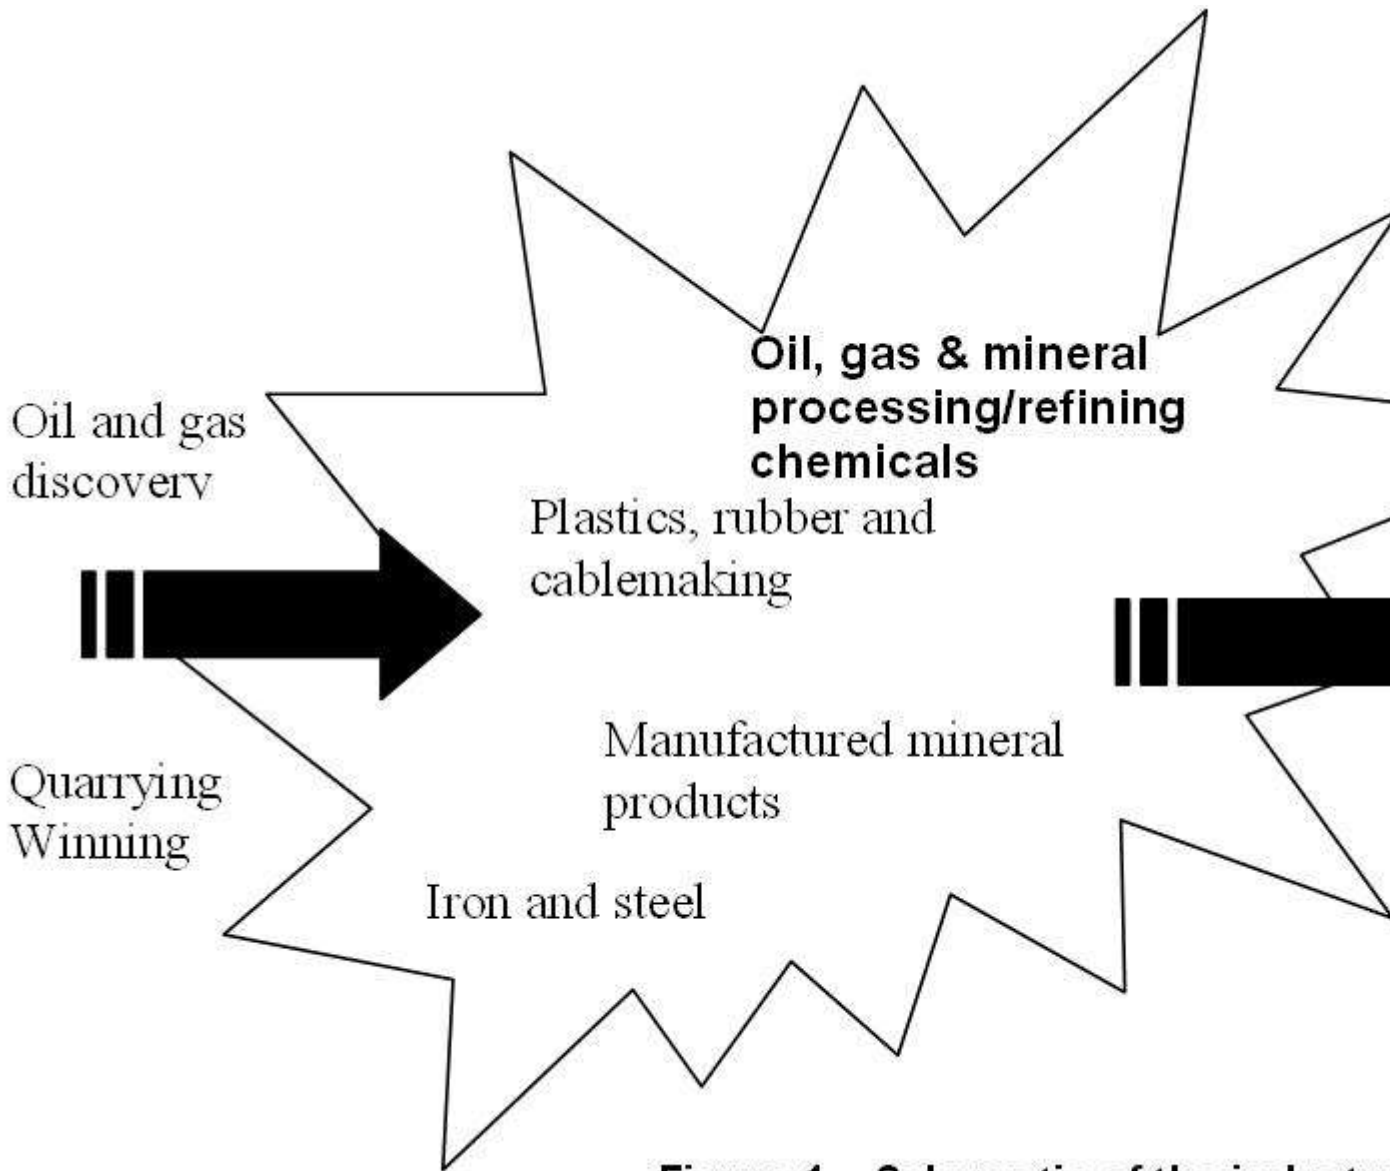 Oil, gas & mineral
processing/refining
chemicals
Oil and gas
discovery
Plastics, rubber and
cablemaking
Manufactured mineral
products
Quarrying
Winning
Iron and steel